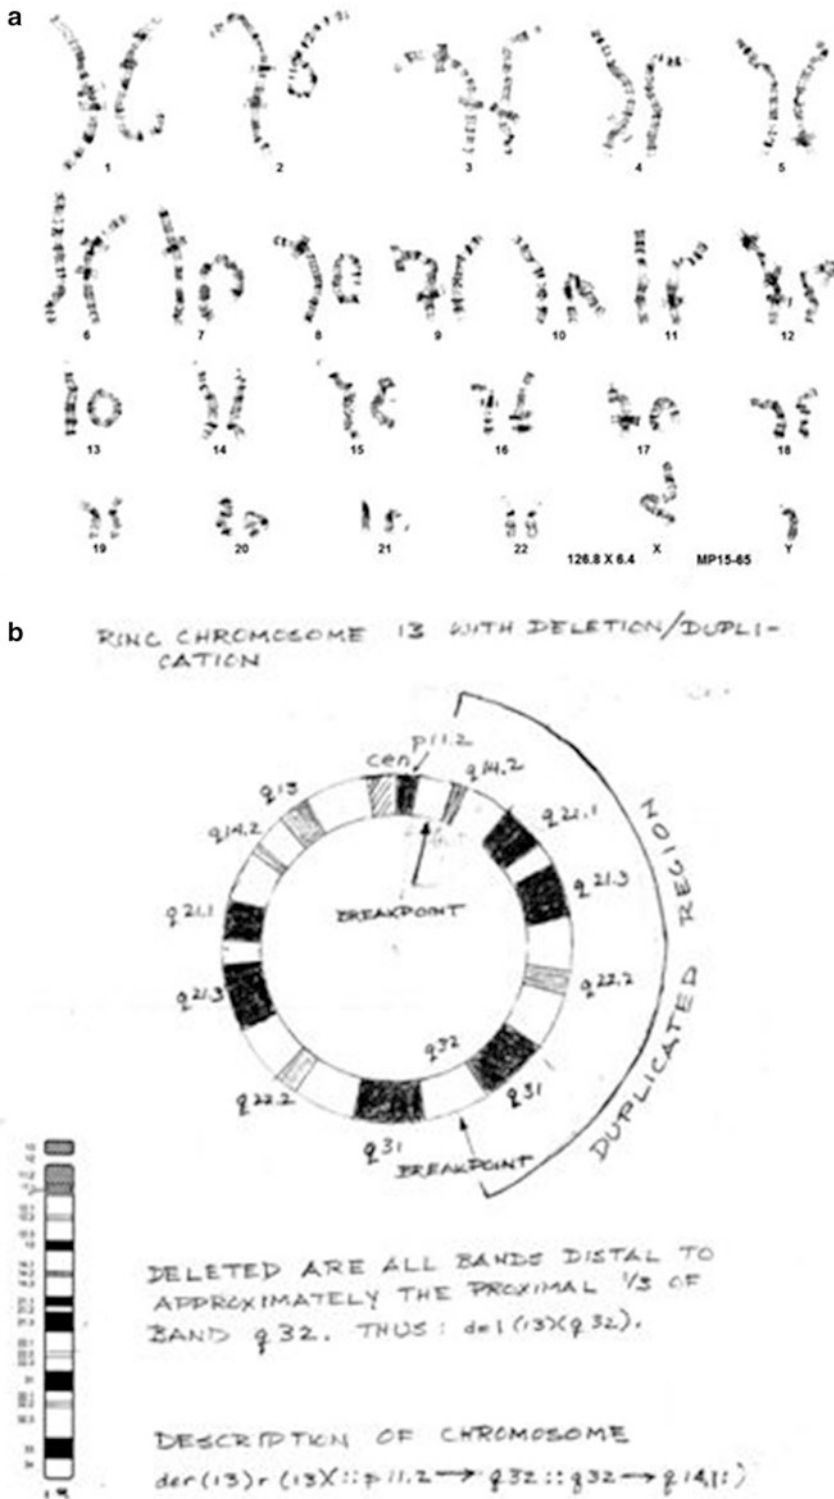 a
1 2 3 4 5
6 7 8 9 10 11 12
13 14 15 16 17 18
19 20 21 22 126.8 X 6.4 X MP15-65 Y
b
RING CHROMOSOME 13 WITH DELETION/DUPLI-
CATION
cen p11.2
q14.2
q13
q14.2
q21.1
q21.1
q21.3
q21.3
BREAKPOINT
DUPLICATED REGION
q22.2
q22.2
q32
q31
q31
BREAKPOINT
DELETED ARE ALL BANDS DISTAL TO
APPROXIMATELY THE PROXIMAL 1/3 OF
BAND q32. THUS: del(13)(q32).
DESCRIPTION OF CHROMOSOME
der(13)r(13)(::p11.2→q32::q32→q14.1::)
13